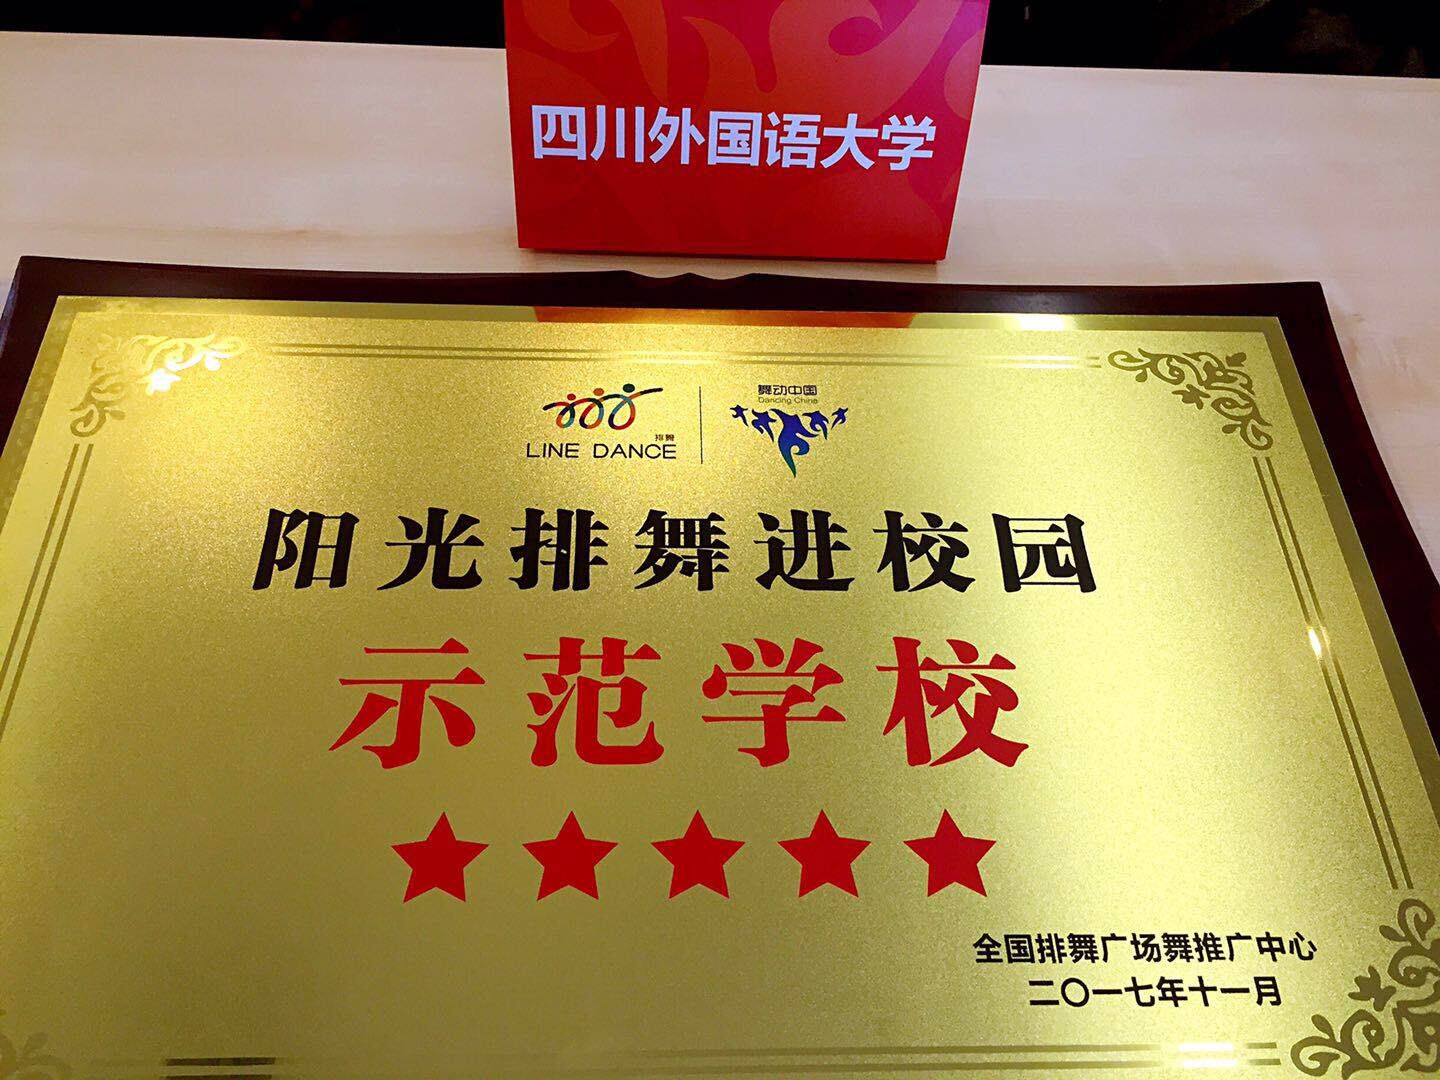 四川外国语大学
舞动中国
Dancing China
排舞
LINE DANCE
阳光排舞进校园
示范学校
全国排舞广场舞推广中心
二〇一七年十一月